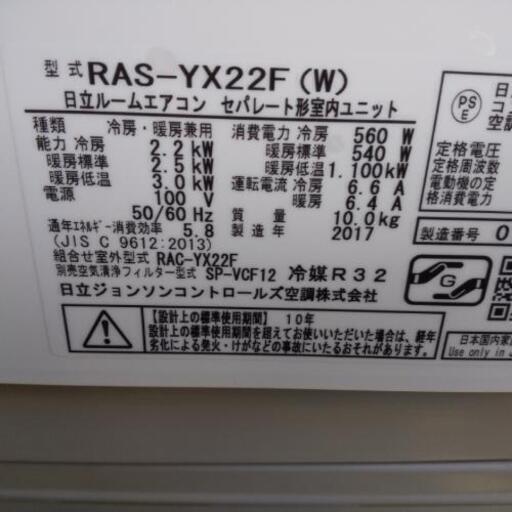 型式 RAS-YX22F (W)
日立ルームエアコン セパレート形室内ユニット
種類 冷房・暖房兼用
能力 冷房 2.2 kW
暖房標準 2.5 kW
暖房低温 3.0 kW
電源 100 V
50/60 Hz
通年エネルギー消費効率 5.8
(JIS C 9612:2013)
消費電力 冷房 560 W
暖房標準 540 W
暖房低温 1.100 kW
運転電流 冷房 6.6 A
暖房 6.4 A
質量 10.0 kg
製造年 2017
組合せ室外型式 RAC-YX22F
別売空気清浄フィルター型式 SP-VCF12 冷媒R32
日立ジョンソンコントロールズ空調株式会社
【設計上の標準使用期間】 10年
設計上の標準使用期間を超えてお使いいただいた場合は、経年
劣化による発火・けがなどの事故にいたるおそれがあります。
PS
E
日
コ
空調
定格電圧
定格周波数
電動機の定
格消費電力
製造番号 0
G
日本国内家
Use only in J